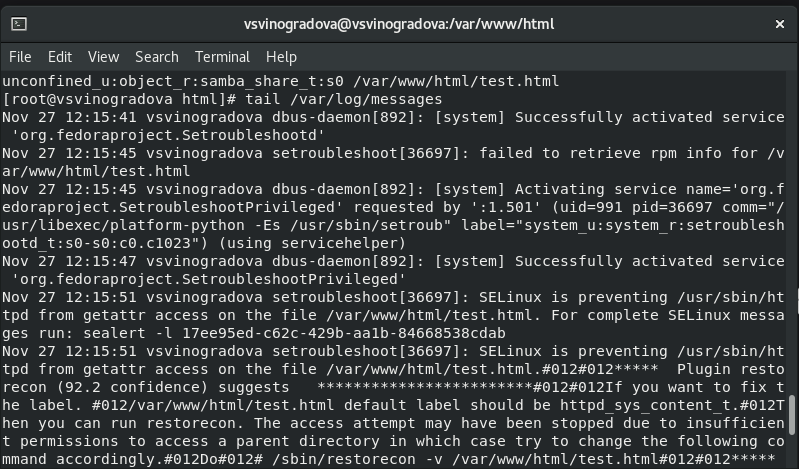 vsvinogradova@vsvinogradova:/var/www/html
File Edit View Search Terminal Help
unconfined_u:object_r:samba_share_t:s0 /var/www/html/test.html
[root@vsvinogradova html]# tail /var/log/messages
Nov 27 12:15:41 vsvinogradova dbus-daemon[892]: [system] Successfully activated service
 'org.fedoraproject.Setroubleshootd'
Nov 27 12:15:45 vsvinogradova setroubleshoot[36697]: failed to retrieve rpm info for /v
ar/www/html/test.html
Nov 27 12:15:45 vsvinogradova dbus-daemon[892]: [system] Activating service name='org.f
edoraproject.SetroubleshootPrivileged' requested by ':1.501' (uid=991 pid=36697 comm="/
usr/libexec/platform-python -Es /usr/sbin/setroub" label="system_u:system_r:setroublesh
ootd_t:s0-s0:c0.c1023") (using servicehelper)
Nov 27 12:15:47 vsvinogradova dbus-daemon[892]: [system] Successfully activated service
 'org.fedoraproject.SetroubleshootPrivileged'
Nov 27 12:15:51 vsvinogradova setroubleshoot[36697]: SELinux is preventing /usr/sbin/ht
tpd from getattr access on the file /var/www/html/test.html. For complete SELinux messa
ges run: sealert -l 17ee95ed-c62c-429b-aa1b-84668538cdab
Nov 27 12:15:51 vsvinogradova setroubleshoot[36697]: SELinux is preventing /usr/sbin/ht
tpd from getattr access on the file /var/www/html/test.html.#012#012*****  Plugin resto
recon (92.2 confidence) suggests   ************************#012#012If you want to fix t
he label. #012/var/www/html/test.html default label should be httpd_sys_content_t.#012T
hen you can run restorecon. The access attempt may have been stopped due to insufficien
t permissions to access a parent directory in which case try to change the following co
mmand accordingly.#012Do#012# /sbin/restorecon -v /var/www/html/test.html#012#012*****